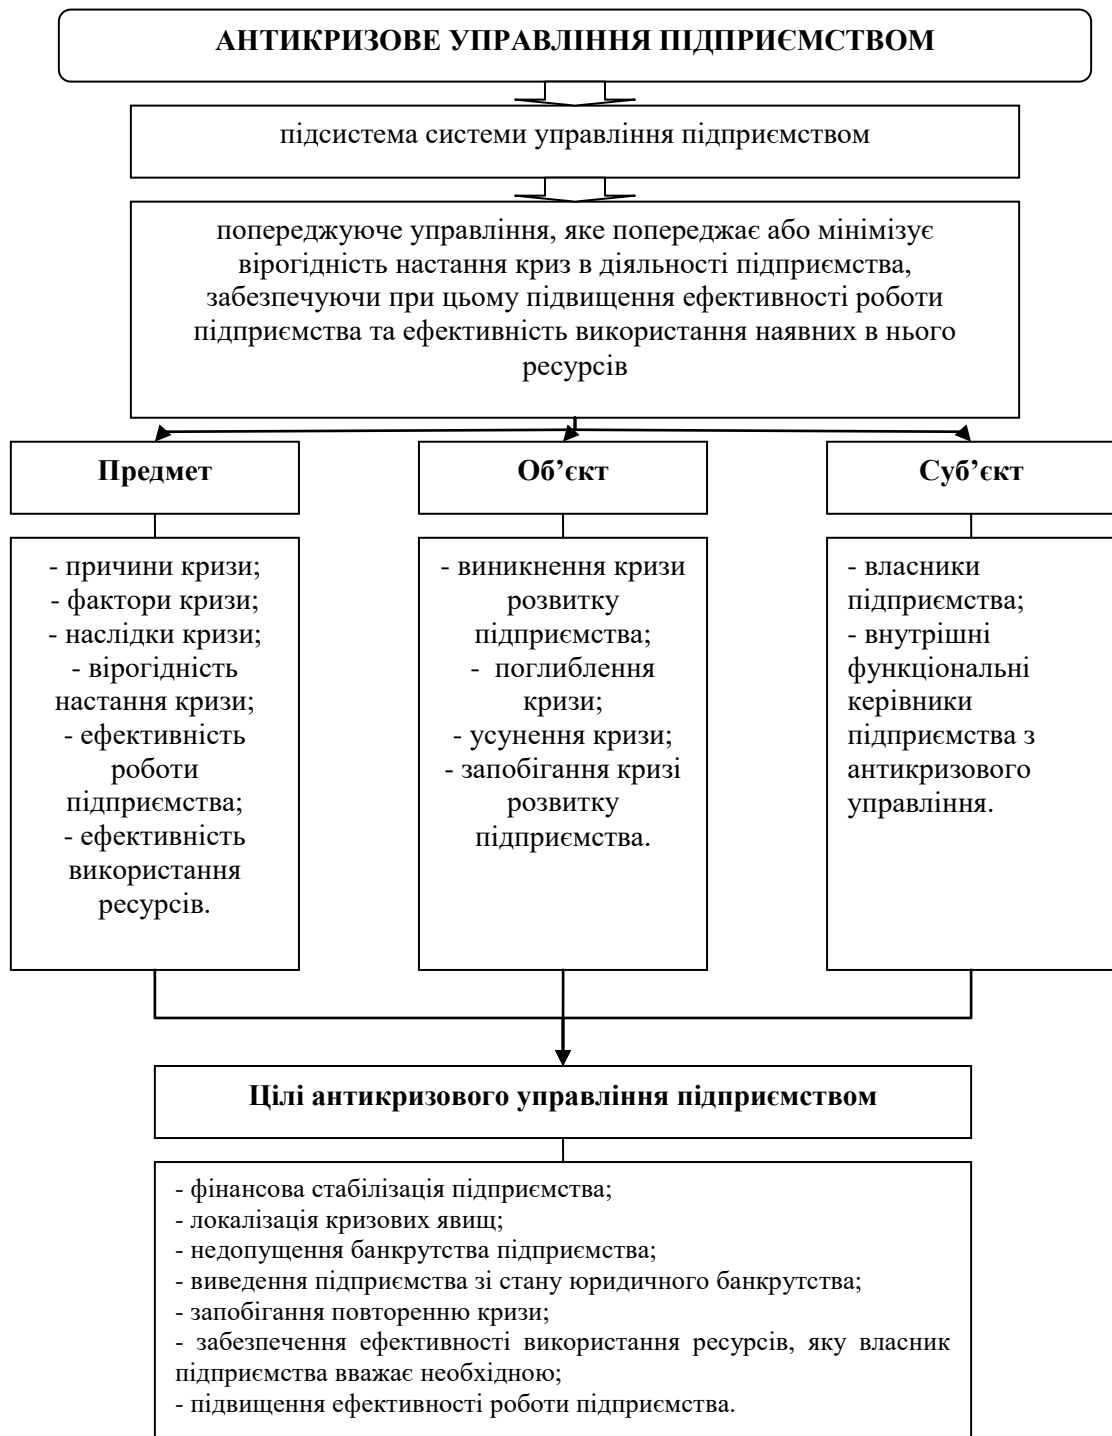 АНТИКРИЗОВЕ УПРАВЛІННЯ ПІДПРИЄМСТВОМ
підсистема системи управління підприємством
попереджуюче управління, яке попереджає або мінімізує
вірогідність настання криз в діяльності підприємства,
забезпечуючи при цьому підвищення ефективності роботи
підприємства та ефективність використання наявних в нього
ресурсів
Предмет
- причини кризи;
- фактори кризи;
- наслідки кризи;
- вірогідність
настання кризи;
- ефективність
роботи
підприємства;
- ефективність
використання
ресурсів.
Об’єкт
- виникнення кризи
розвитку
підприємства;
- поглиблення
кризи;
- усунення кризи;
- запобігання кризі
розвитку
підприємства.
Суб’єкт
- власники
підприємства;
- внутрішні
функціональні
керівники
підприємства з
антикризового
управління.
Цілі антикризового управління підприємством
- фінансова стабілізація підприємства;
- локалізація кризових явищ;
- недопущення банкрутства підприємства;
- виведення підприємства зі стану юридичного банкрутства;
- запобігання повторенню кризи;
- забезпечення ефективності використання ресурсів, яку власник
підприємства вважає необхідною;
- підвищення ефективності роботи підприємства.